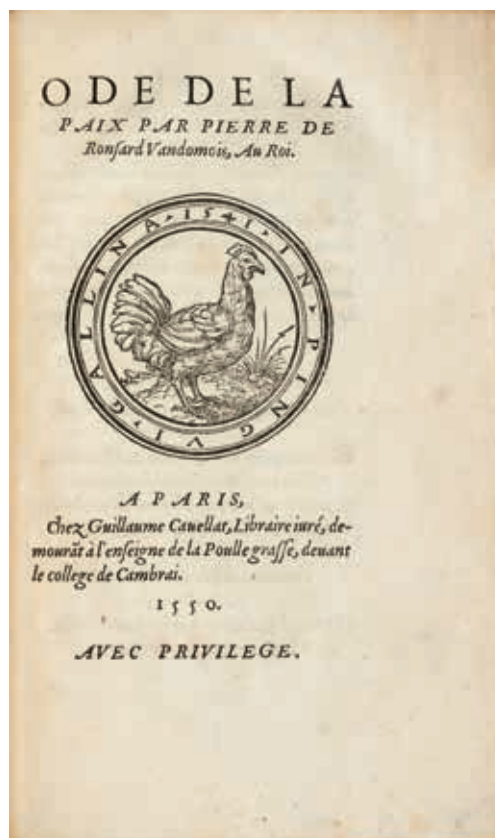 ODE DE LA
PAIX PAR PIERRE DE
Ronſard Vandomois, Au Roi.
IN · PINGVI · GALLINA · 1541 ·
A PARIS,
Chez Guillaume Cauellat, Libraire iuré, de-
mourãt à l'enſeigne de la Poulle graſſe, deuant
le college de Cambrai.
1550.
AVEC PRIVILEGE.